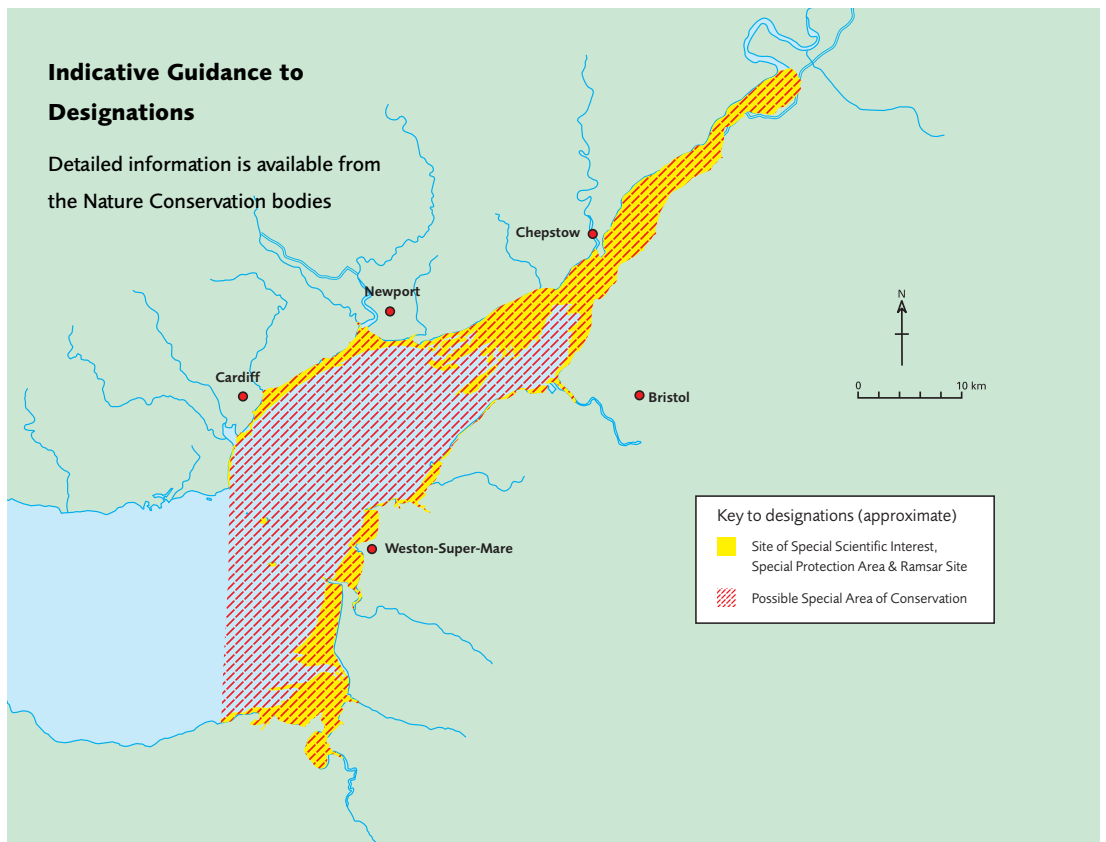 Indicative Guidance to
Designations
Detailed information is available from
the Nature Conservation bodies
Chepstow
Newport
N
Cardiff
0
10 km
Bristol
Key to designations (approximate)
Site of Special Scientific Interest,
Special Protection Area & Ramsar Site
Weston-Super-Mare
Possible Special Area of Conservation